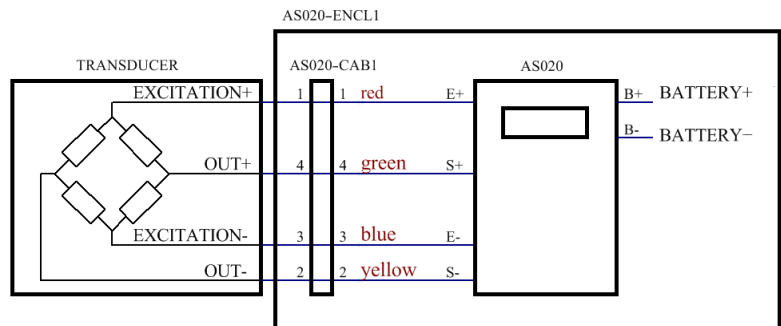 AS020-ENCL1
TRANSDUCER AS020-CAB1 AS020
EXCITATION+ 1 1 red E+ B+ BATTERY+
B- BATTERY−
OUT+ 4 4 green S+
EXCITATION- 3 3 blue E-
OUT- 2 2 yellow S-